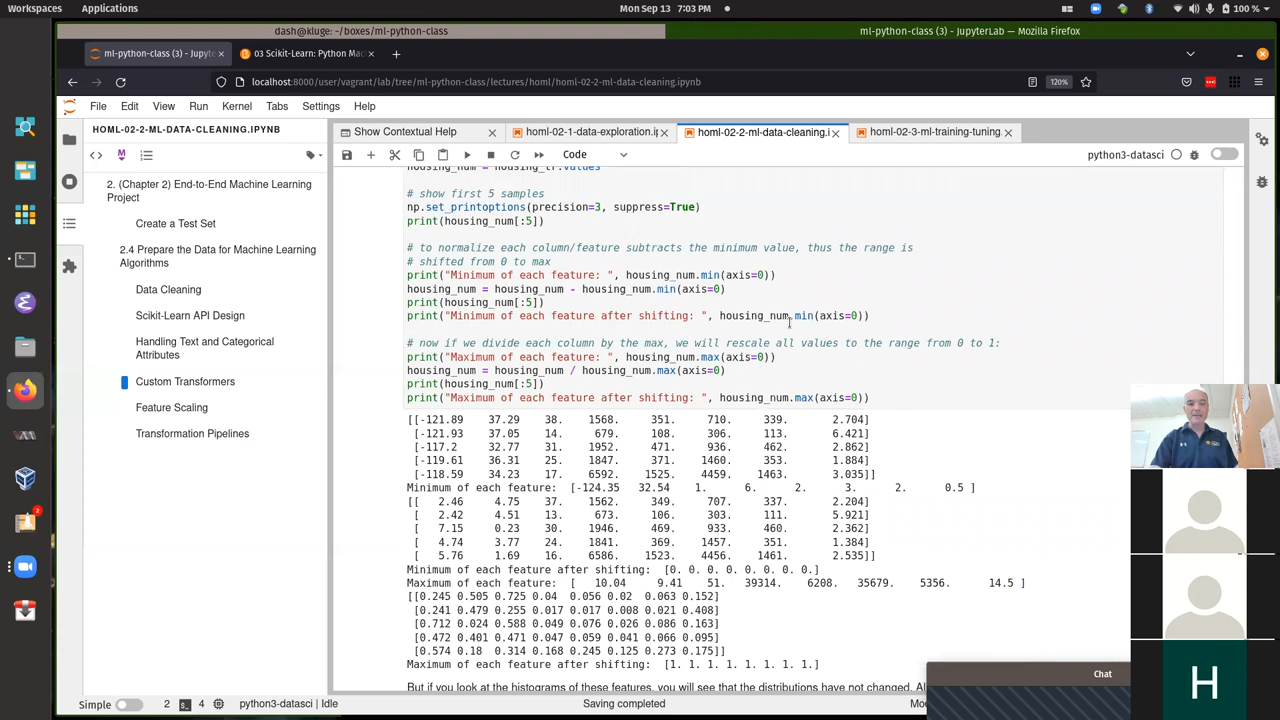 Workspaces Applications Mon Sep 13 7:03 PM 100 %
dash@kluge: ~/boxes/ml-python-class ml-python-class (3) - JupyterLab — Mozilla Firefox
ml-python-class (3) - Jupyte 03 Scikit-Learn: Python Mac
localhost:8000/user/vagrant/lab/tree/ml-python-class/lectures/homl/homl-02-2-ml-data-cleaning.ipynb 120%
File Edit View Run Kernel Tabs Settings Help
HOML-02-2-ML-DATA-CLEANING.IPYNB
Show Contextual Help homl-02-1-data-exploration.ip homl-02-2-ml-data-cleaning.i homl-02-3-ml-training-tuning.
Code python3-datasci
2. (Chapter 2) End-to-End Machine Learning
Project
Create a Test Set
2.4 Prepare the Data for Machine Learning
Algorithms
Data Cleaning
Scikit-Learn API Design
Handling Text and Categorical
Attributes
Custom Transformers
Feature Scaling
Transformation Pipelines
housing_num = housing_tr.values
# show first 5 samples
np.set_printoptions(precision=3, suppress=True)
print(housing_num[:5])
# to normalize each column/feature subtracts the minimum value, thus the range is
# shifted from 0 to max
print("Minimum of each feature: ", housing_num.min(axis=0))
housing_num = housing_num - housing_num.min(axis=0)
print(housing_num[:5])
print("Minimum of each feature after shifting: ", housing_num.min(axis=0))
# now if we divide each column by the max, we will rescale all values to the range from 0 to 1:
print("Maximum of each feature: ", housing_num.max(axis=0))
housing_num = housing_num / housing_num.max(axis=0)
print(housing_num[:5])
print("Maximum of each feature after shifting: ", housing_num.max(axis=0))
[[-121.89 37.29 38. 1568. 351. 710. 339. 2.704]
[-121.93 37.05 14. 679. 108. 306. 113. 6.421]
[-117.2 32.77 31. 1952. 471. 936. 462. 2.862]
[-119.61 36.31 25. 1847. 371. 1460. 353. 1.884]
[-118.59 34.23 17. 6592. 1525. 4459. 1463. 3.035]]
Minimum of each feature: [-124.35 32.54 1. 6. 2. 3. 2. 0.5 ]
[[ 2.46 4.75 37. 1562. 349. 707. 337. 2.204]
[ 2.42 4.51 13. 673. 106. 303. 111. 5.921]
[ 7.15 0.23 30. 1946. 469. 933. 460. 2.362]
[ 4.74 3.77 24. 1841. 369. 1457. 351. 1.384]
[ 5.76 1.69 16. 6586. 1523. 4456. 1461. 2.535]]
Minimum of each feature after shifting: [0. 0. 0. 0. 0. 0. 0. 0.]
Maximum of each feature: [ 10.04 9.41 51. 39314. 6208. 35679. 5356. 14.5 ]
[[0.245 0.505 0.725 0.04 0.056 0.02 0.063 0.152]
[0.241 0.479 0.255 0.017 0.017 0.008 0.021 0.408]
[0.712 0.024 0.588 0.049 0.076 0.026 0.086 0.163]
[0.472 0.401 0.471 0.047 0.059 0.041 0.066 0.095]
[0.574 0.18 0.314 0.168 0.245 0.125 0.273 0.175]]
Maximum of each feature after shifting: [1. 1. 1. 1. 1. 1. 1. 1.]
But if you look at the histograms of these features, you will see that the distributions have not changed. Al
Chat
H
Simple 2 4 python3-datasci | Idle Saving completed Mo